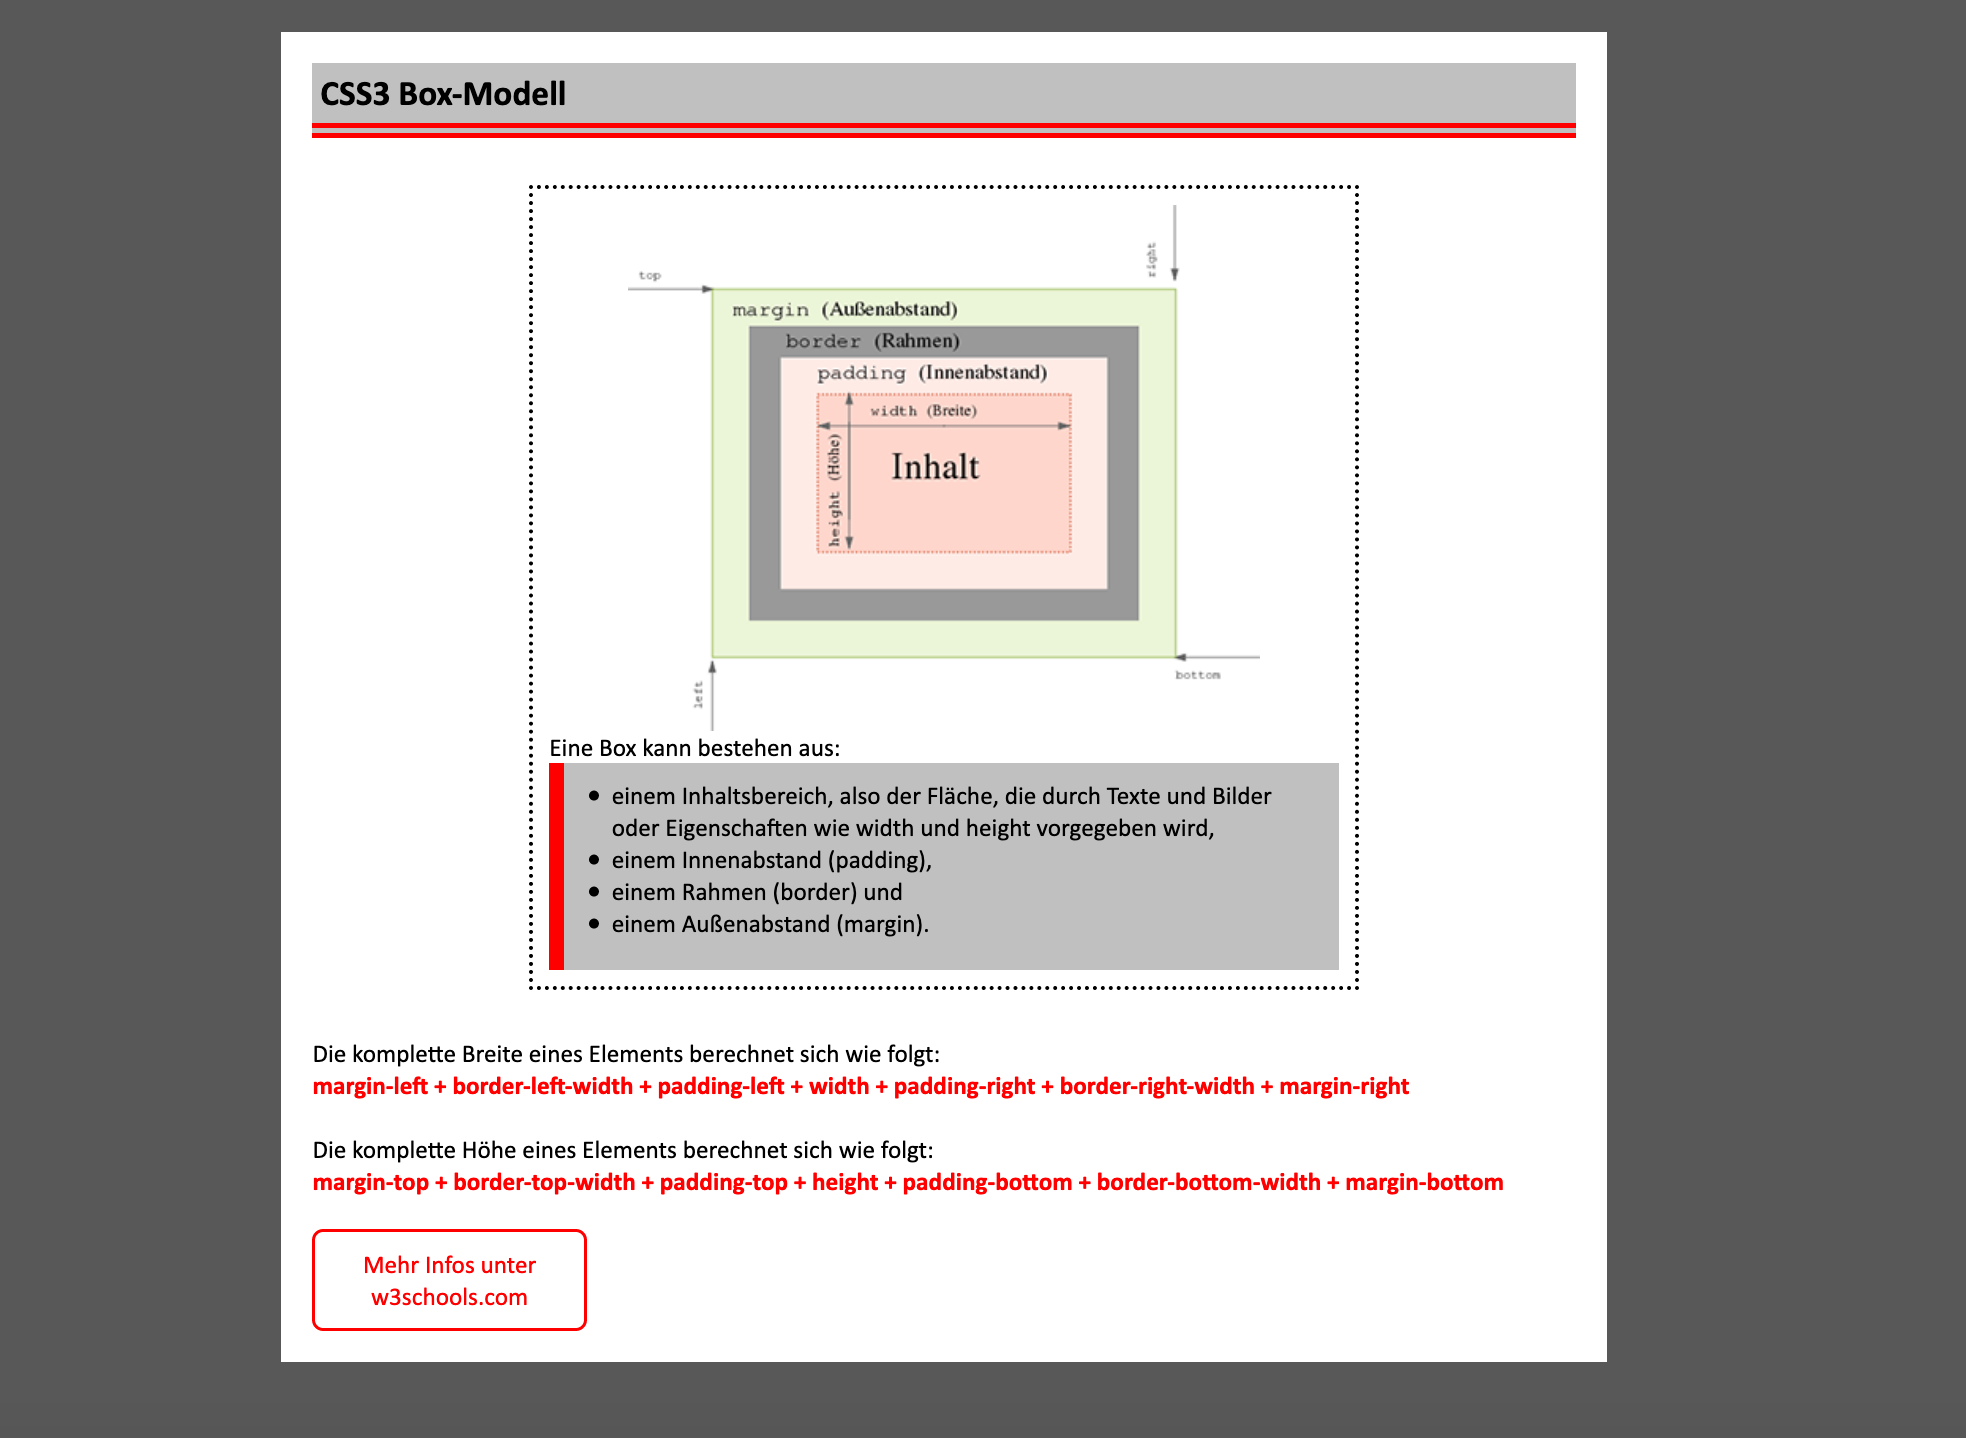 CSS3 Box-Modell
right
top
margin (Außenabstand)
border (Rahmen)
padding (Innenabstand)
width (Breite)
height (Höhe)
Inhalt
left
bottom
Eine Box kann bestehen aus:
einem Inhaltsbereich, also der Fläche, die durch Texte und Bilder
oder Eigenschaften wie width und height vorgegeben wird,
einem Innenabstand (padding),
einem Rahmen (border) und
einem Außenabstand (margin).
Die komplette Breite eines Elements berechnet sich wie folgt:
margin-left + border-left-width + padding-left + width + padding-right + border-right-width + margin-right
Die komplette Höhe eines Elements berechnet sich wie folgt:
margin-top + border-top-width + padding-top + height + padding-bottom + border-bottom-width + margin-bottom
Mehr Infos unter
w3schools.com